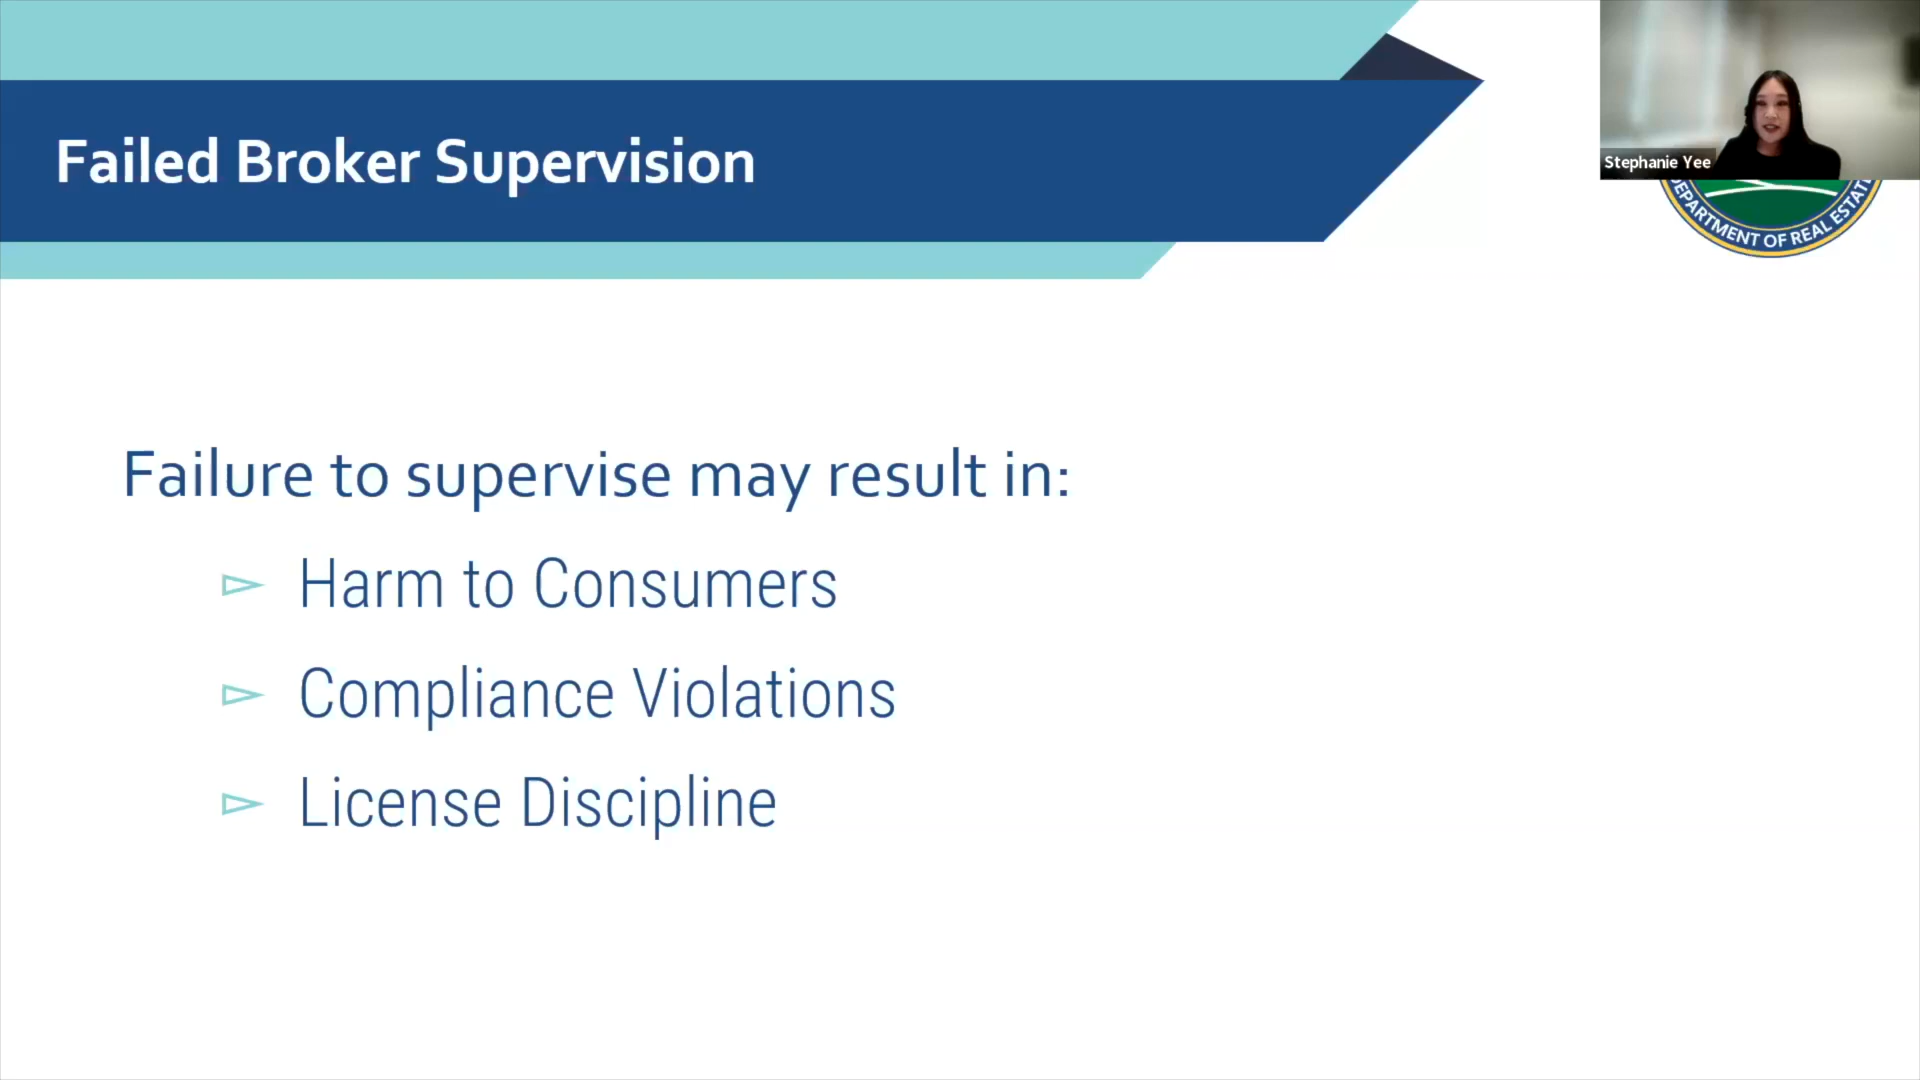 Failed Broker Supervision
Stephanie Yee
DEPARTMENT OF REAL ESTATE
Failure to supervise may result in:
Harm to Consumers
Compliance Violations
License Discipline